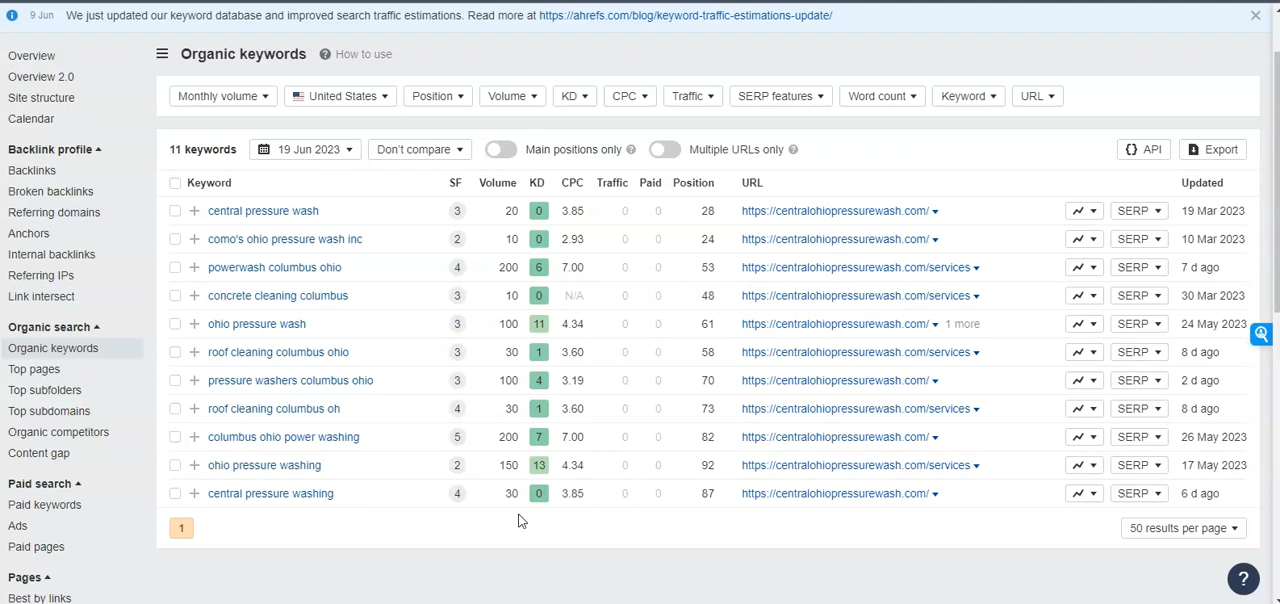 9 Jun We just updated our keyword database and improved search traffic estimations. Read more at https://ahrefs.com/blog/keyword-traffic-estimations-update/
Overview
Overview 2.0
Site structure
Calendar
Backlink profile
Backlinks
Broken backlinks
Referring domains
Anchors
Internal backlinks
Referring IPs
Link intersect
Organic search
Organic keywords
Top pages
Top subfolders
Top subdomains
Organic competitors
Content gap
Paid search
Paid keywords
Ads
Paid pages
Pages
Best by links
Organic keywords ? How to use
Monthly volume United States Position Volume KD CPC Traffic SERP features Word count Keyword URL
11 keywords 19 Jun 2023 Don't compare Main positions only ? Multiple URLs only ? API Export
Keyword SF Volume KD CPC Traffic Paid Position URL Updated
central pressure wash 3 20 0 3.85 0 0 28 https://centralohiopressurewash.com/ SERP 19 Mar 2023
como's ohio pressure wash inc 2 10 0 2.93 0 0 24 https://centralohiopressurewash.com/ SERP 10 Mar 2023
powerwash columbus ohio 4 200 6 7.00 0 0 53 https://centralohiopressurewash.com/services SERP 7 d ago
concrete cleaning columbus 3 10 0 N/A 0 0 48 https://centralohiopressurewash.com/services SERP 30 Mar 2023
ohio pressure wash 3 100 11 4.34 0 0 61 https://centralohiopressurewash.com/ 1 more SERP 24 May 2023
roof cleaning columbus ohio 3 30 1 3.60 0 0 58 https://centralohiopressurewash.com/services SERP 8 d ago
pressure washers columbus ohio 3 100 4 3.19 0 0 70 https://centralohiopressurewash.com/ SERP 2 d ago
roof cleaning columbus oh 4 30 1 3.60 0 0 73 https://centralohiopressurewash.com/services SERP 8 d ago
columbus ohio power washing 5 200 7 7.00 0 0 82 https://centralohiopressurewash.com/ SERP 26 May 2023
ohio pressure washing 2 150 13 4.34 0 0 92 https://centralohiopressurewash.com/services SERP 17 May 2023
central pressure washing 4 30 0 3.85 0 0 87 https://centralohiopressurewash.com/ SERP 6 d ago
1 50 results per page
?